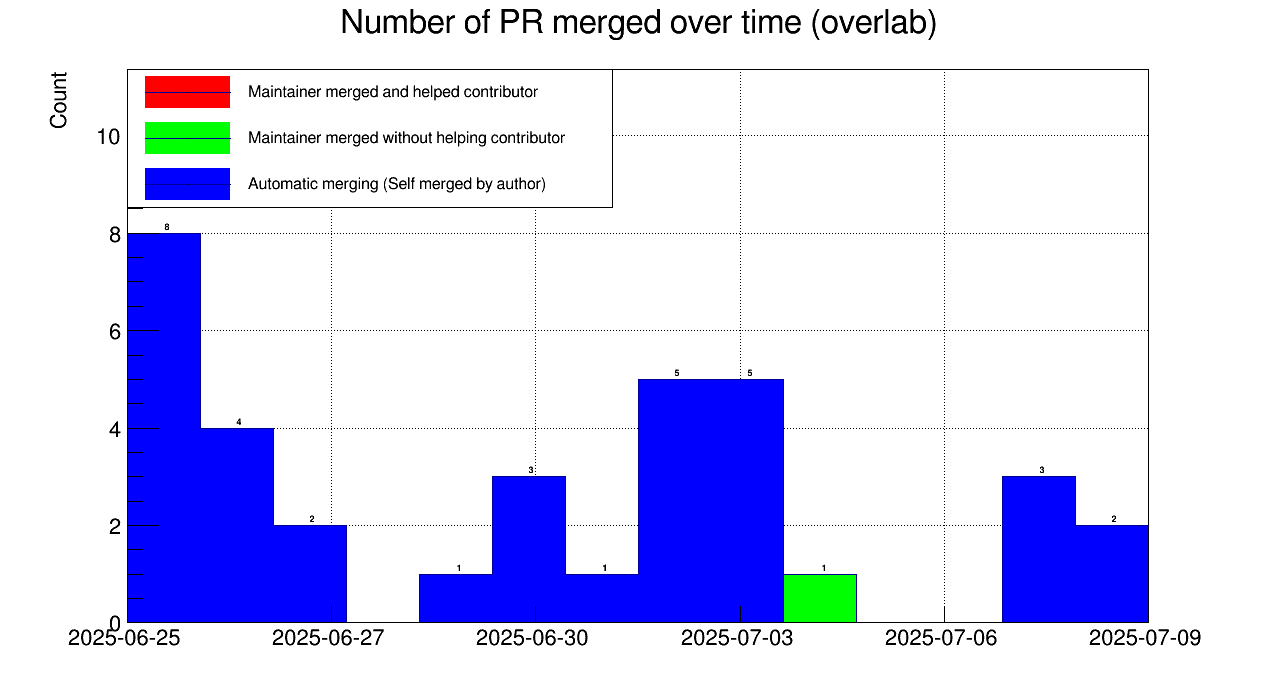 Number of PR merged over time (overlab)
Count
Maintainer merged and helped contributor
Maintainer merged without helping contributor
Automatic merging (Self merged by author)
10
8
6
4
2
0
8
4
2
1
3
1
5
5
1
3
2
2025-06-25 2025-06-27 2025-06-30 2025-07-03 2025-07-06 2025-07-09